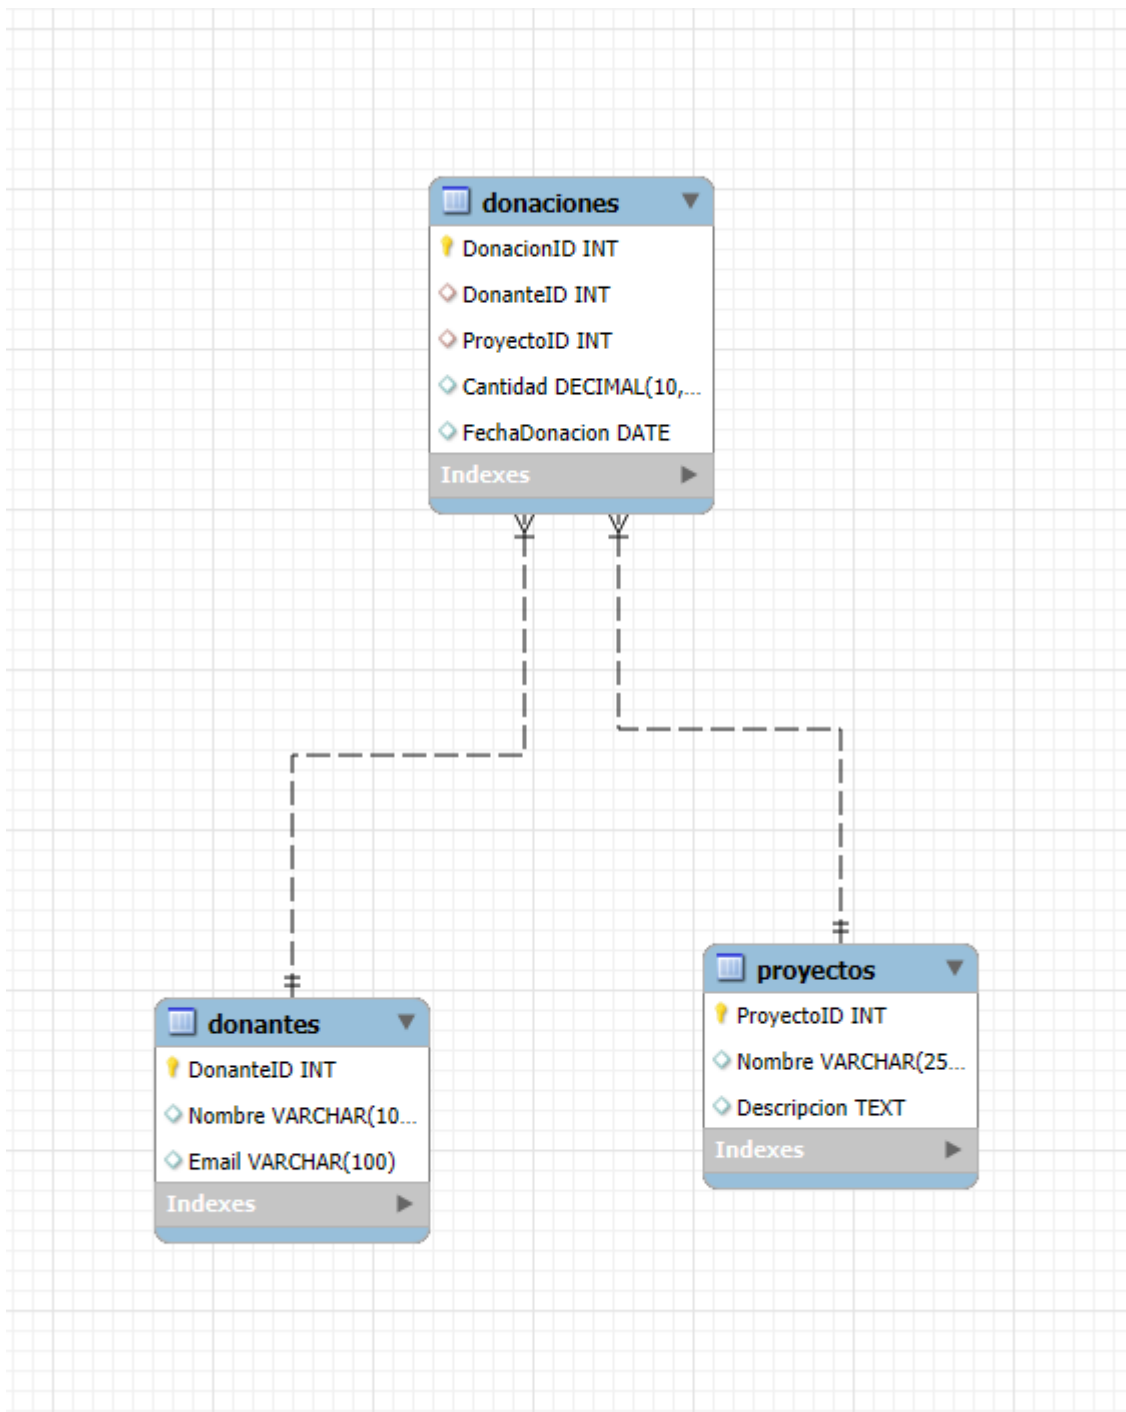 donaciones
DonacionID INT
DonanteID INT
ProyectoID INT
Cantidad DECIMAL(10,...
FechaDonacion DATE
Indexes
donantes
DonanteID INT
Nombre VARCHAR(10...
Email VARCHAR(100)
Indexes
proyectos
ProyectoID INT
Nombre VARCHAR(25...
Descripcion TEXT
Indexes